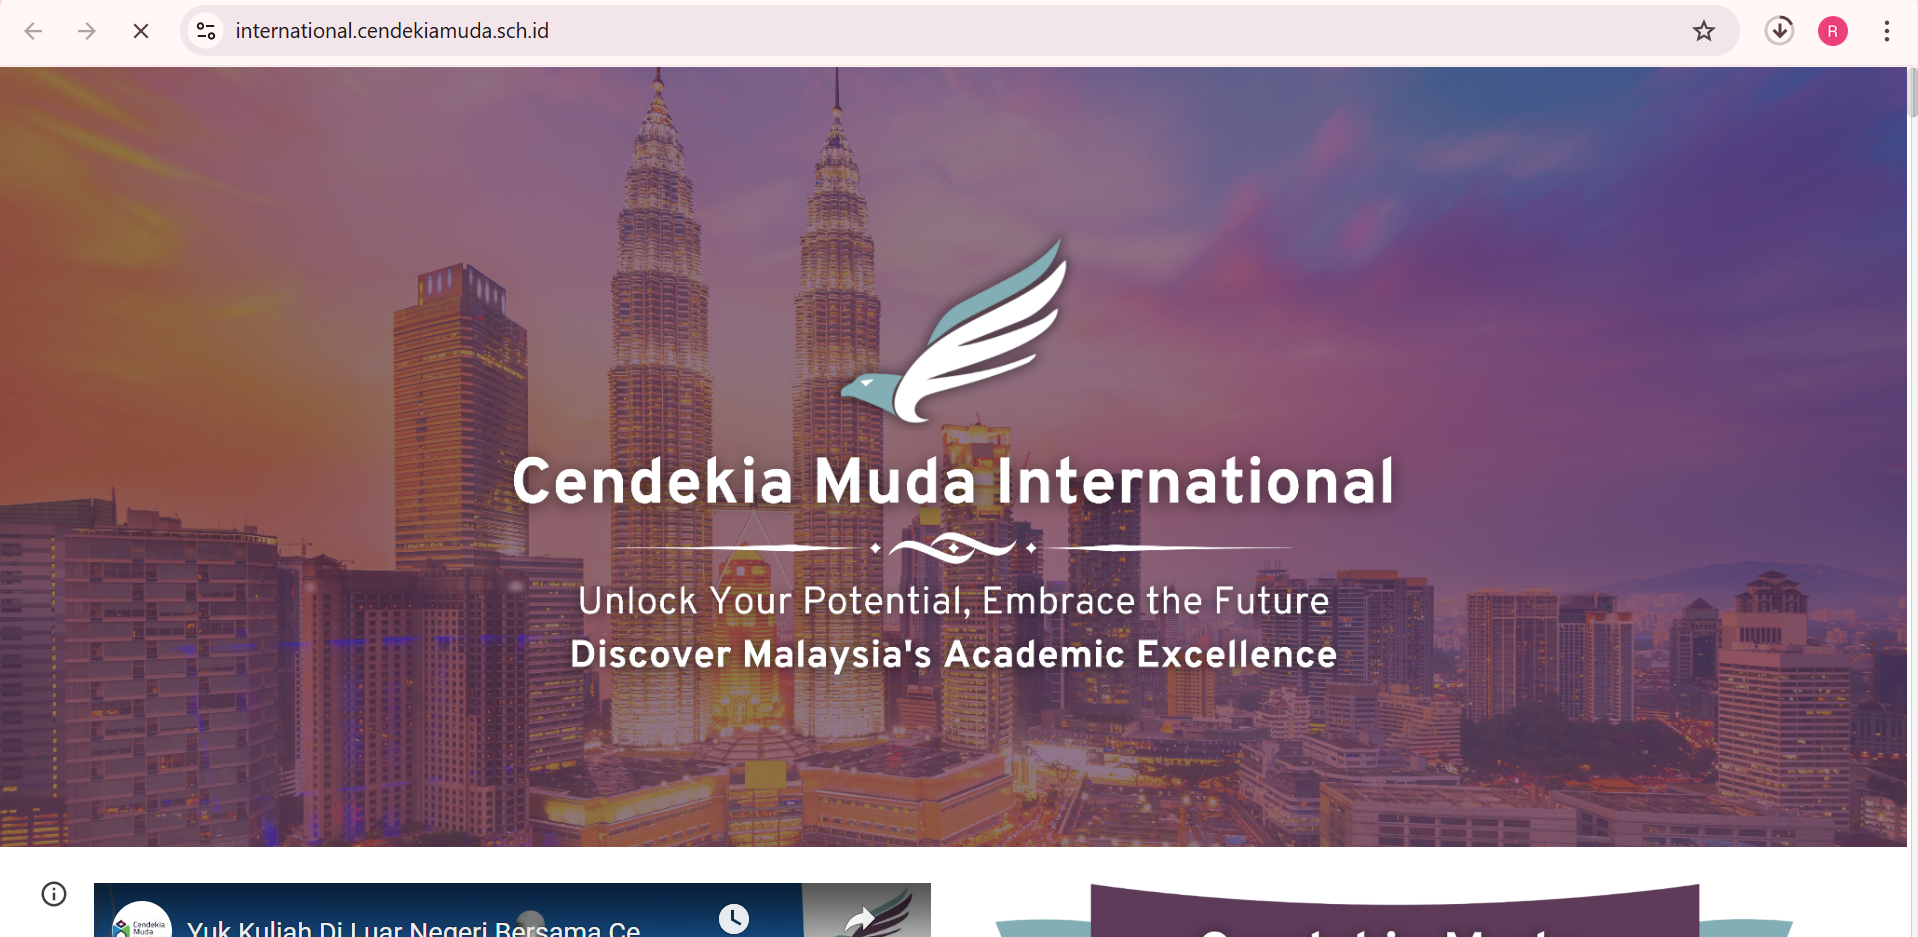 international.cendekiamuda.sch.id
R
Cendekia Muda International
Unlock Your Potential, Embrace the Future
Discover Malaysia's Academic Excellence
Cendekia
Muda
Yuk Kuliah Di Luar Negeri Bersama Ce